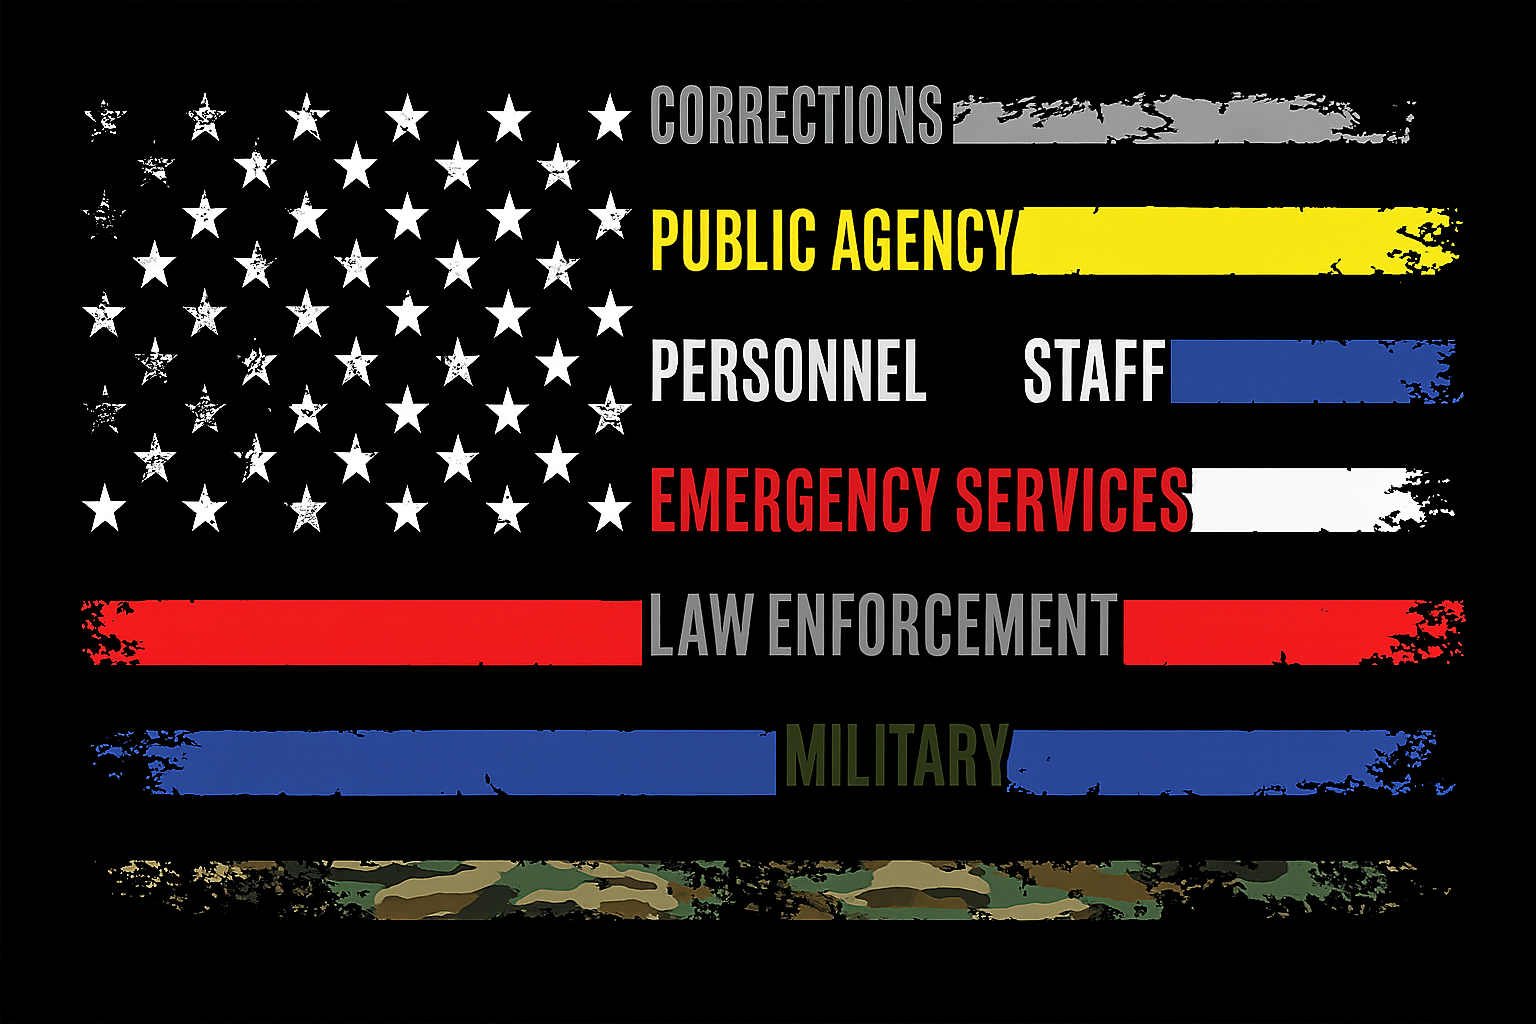 CORRECTIONS
PUBLIC AGENCY
PERSONNEL STAFF
EMERGENCY SERVICES
LAW ENFORCEMENT
MILITARY